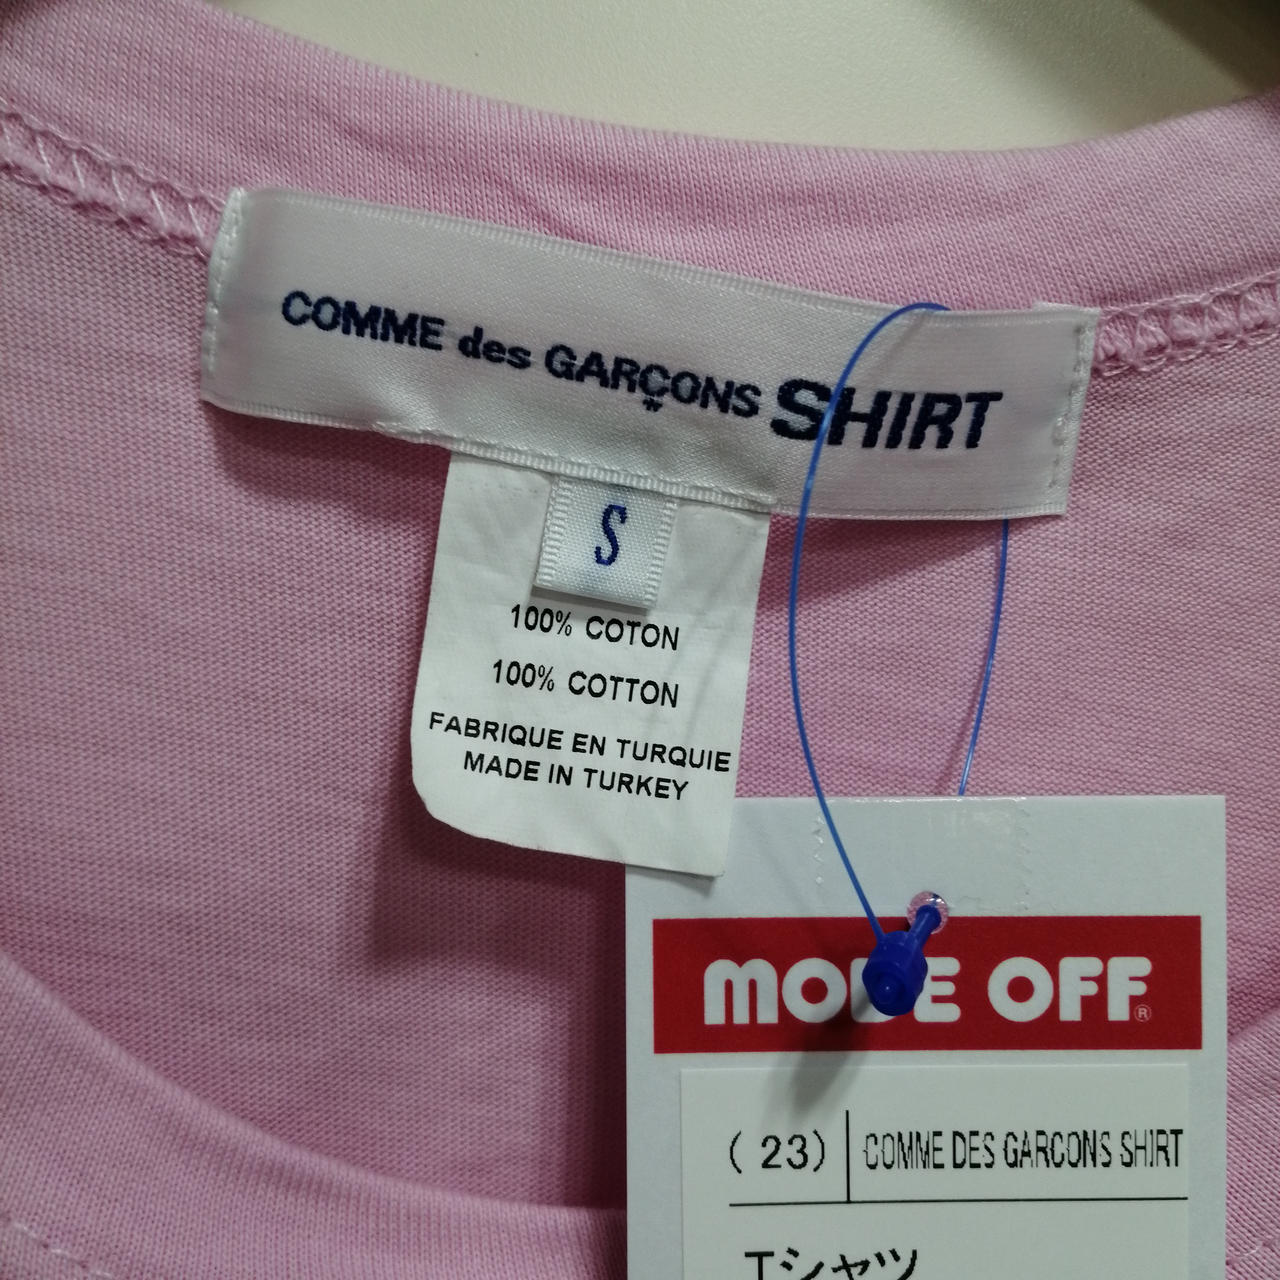 COMME des GARÇONS SHIRT
S
100% COTON
100% COTTON
FABRIQUE EN TURQUIE
MADE IN TURKEY
MODE OFF®
(23) COMME DES GARCONS SHIRT
Tシャツ